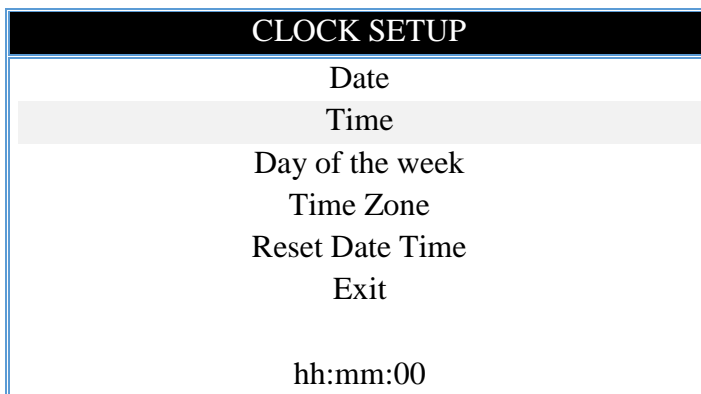 CLOCK SETUP
Date
Time
Day of the week
Time Zone
Reset Date Time
Exit
hh:mm:00